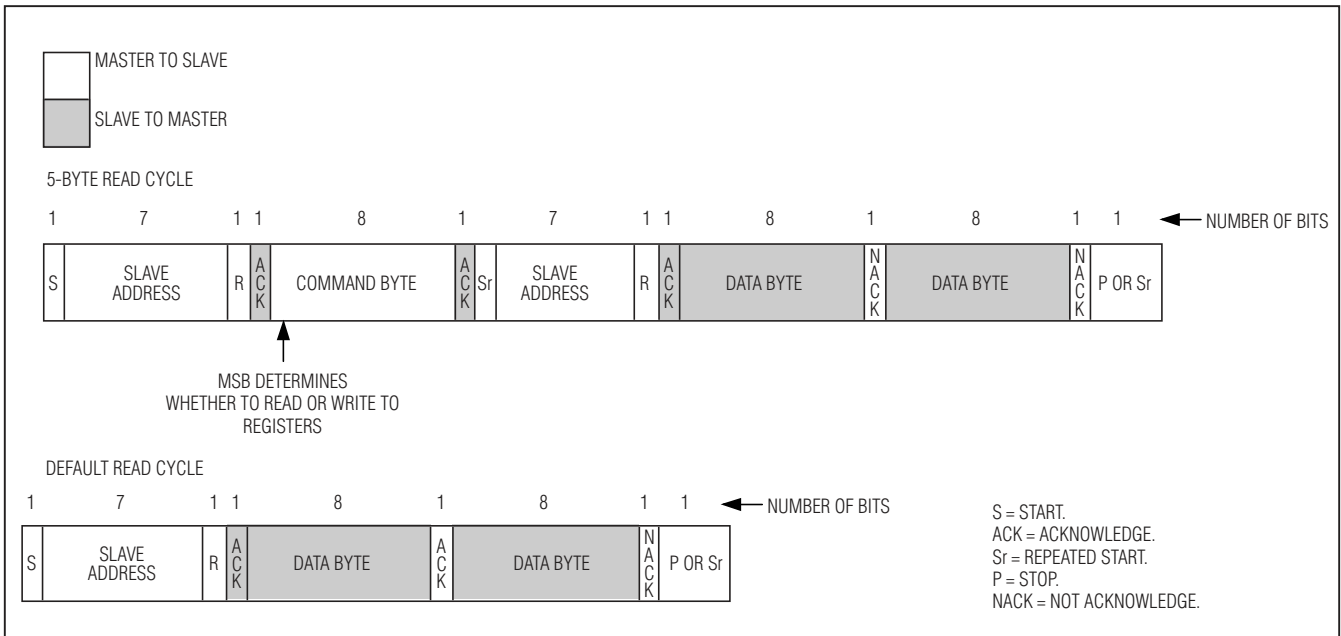 MASTER TO SLAVE
SLAVE TO MASTER
5-BYTE READ CYCLE
1 7 1 1 8 1 7 1 1 8 1 8 1 1 NUMBER OF BITS
S SLAVE ADDRESS R ACK COMMAND BYTE ACK Sr SLAVE ADDRESS R ACK DATA BYTE NACK DATA BYTE NACK P OR Sr
MSB DETERMINES
WHETHER TO READ OR WRITE TO
REGISTERS
DEFAULT READ CYCLE
1 7 1 1 8 1 8 1 1 NUMBER OF BITS
S SLAVE ADDRESS R ACK DATA BYTE ACK DATA BYTE NACK P OR Sr
S = START.
ACK = ACKNOWLEDGE.
Sr = REPEATED START.
P = STOP.
NACK = NOT ACKNOWLEDGE.